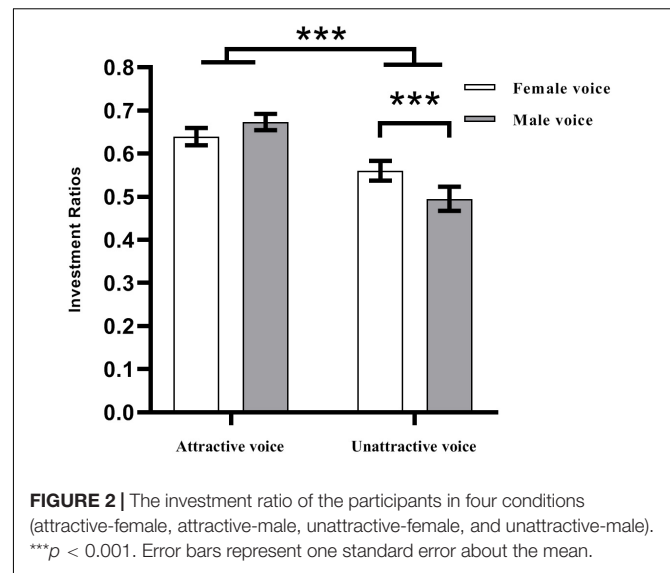 ***
0.8
Female voice
0.7
***
Male voice
0.6
0.5
Investment Ratios
0.4
0.3
0.2
0.1
0.0
Attractive voice Unattractive voice
FIGURE 2 | The investment ratio of the participants in four conditions
(attractive-female, attractive-male, unattractive-female, and unattractive-male).
***p < 0.001. Error bars represent one standard error about the mean.